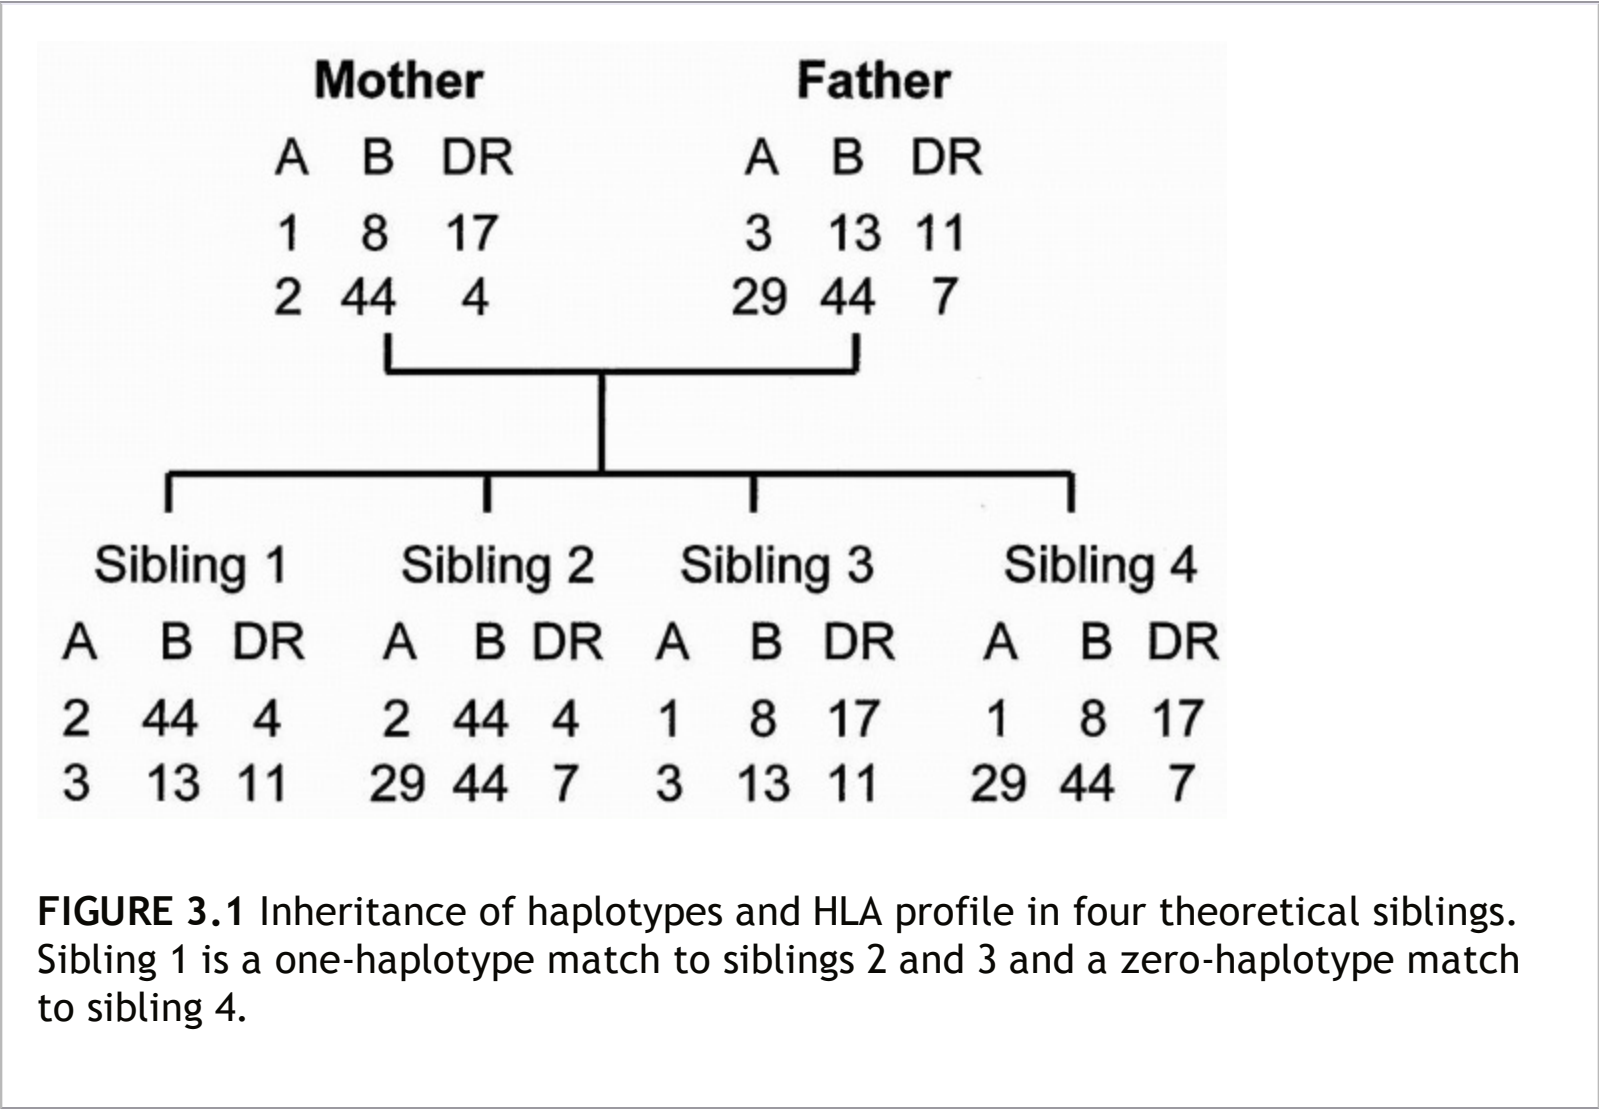 Mother Father
A B DR A B DR
1 8 17 3 13 11
2 44 4 29 44 7
Sibling 1 Sibling 2 Sibling 3 Sibling 4
A B DR A B DR A B DR A B DR
2 44 4 2 44 4 1 8 17 1 8 17
3 13 11 29 44 7 3 13 11 29 44 7
FIGURE 3.1 Inheritance of haplotypes and HLA profile in four theoretical siblings.
Sibling 1 is a one-haplotype match to siblings 2 and 3 and a zero-haplotype match
to sibling 4.